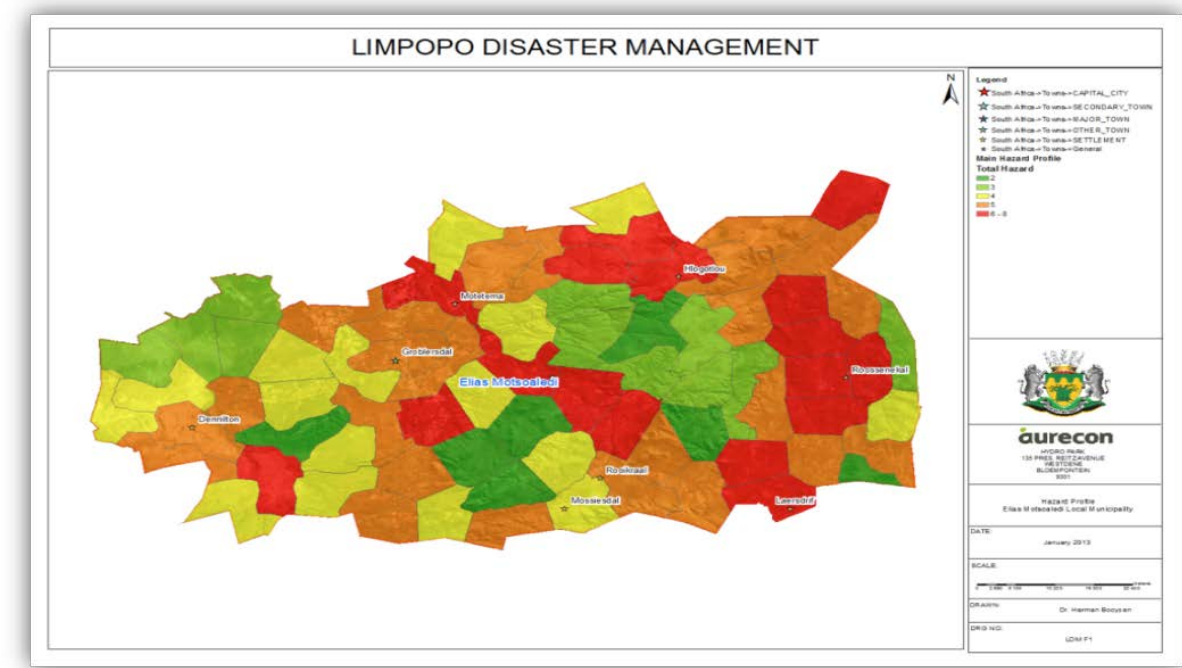 LIMPOPO DISASTER MANAGEMENT
N
Legend
South Africa->Towns->CAPITAL_CITY
South Africa->Towns->SECONDARY_TOWN
South Africa->Towns->MAJOR_TOWN
South Africa->Towns->OTHER_TOWN
South Africa->Towns->SETTLEMENT
South Africa->Towns->General
Main Hazard Profile
Total Hazard
2
3
4
5
6 - 8
Hlogotlou
Motetema
Groblersdal
Elias Motsoaledi
Roossenekal
Dennilton
Rooikraal
Mossiesdal
Laersdrif
aurecon
HYDRO PARK
135 PRES. REITZ AVENUE
WESTDENE
BLOEMFONTEIN
9301
Hazard Profile
Elias Motsoaledi Local Municipality
DATE:
January 2013
SCALE:
DRAWN:
Dr. Herman Booysen
DRG NO:
LDM F1